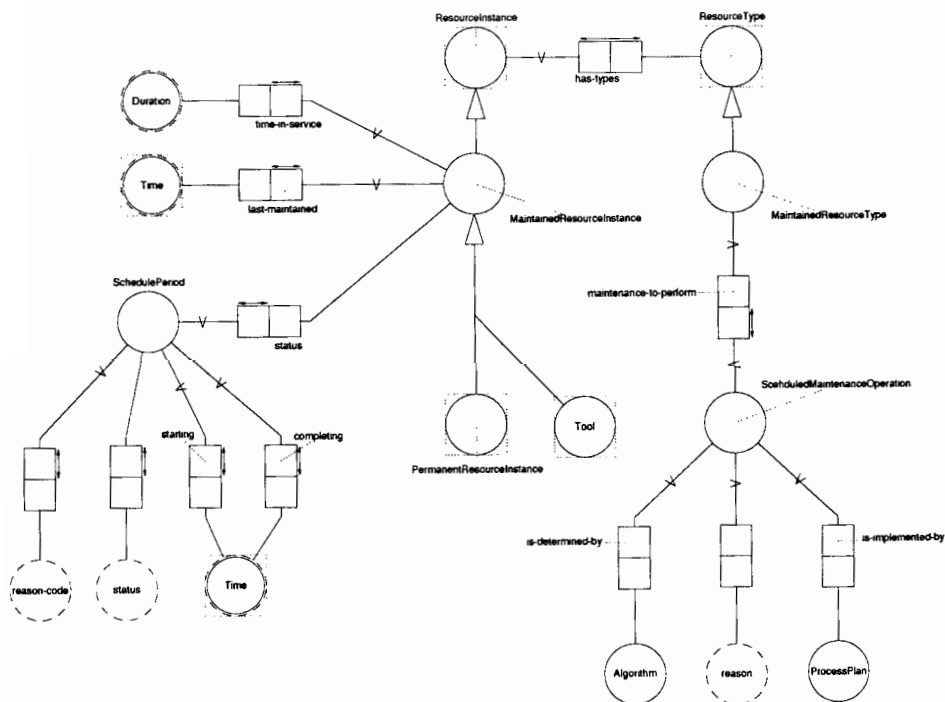 ResourceInstance
ResourceType
has-types
Duration
time-in-service
Time
last-maintained
MaintainedResourceInstance
MaintainedResourceType
SchedulePeriod
maintenance-to-perform
status
ScehduledMaintenanceOperation
starting
completing
Tool
PermanentResourceInstance
is-determined-by
is-implemented-by
reason-code
status
Time
Algorithm
reason
ProcessPlan